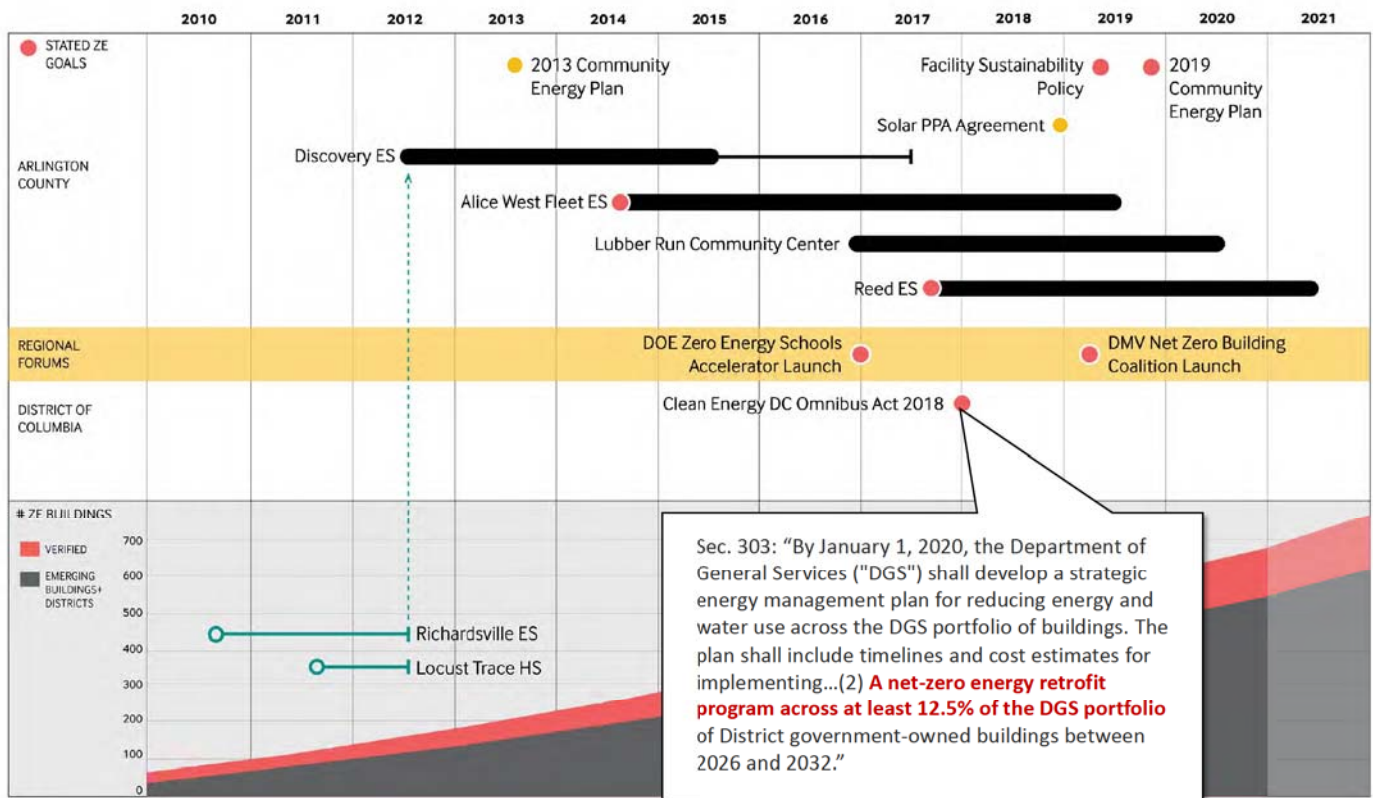 2010 2011 2012 2013 2014 2015 2016 2017 2018 2019 2020 2021
STATED ZE
GOALS
2013 Community
Energy Plan
Facility Sustainability
Policy
2019
Community
Energy Plan
Solar PPA Agreement
ARLINGTON
COUNTY
Discovery ES
Alice West Fleet ES
Lubber Run Community Center
Reed ES
REGIONAL
FORUMS
DOE Zero Energy Schools
Accelerator Launch
DMV Net Zero Building
Coalition Launch
DISTRICT OF
COLUMBIA
Clean Energy DC Omnibus Act 2018
# ZE BUILDINGS
VERIFIED
EMERGING
BUILDINGS+
DISTRICTS
700
600
500
400
300
200
100
0
Richardsville ES
Locust Trace HS
Sec. 303: “By January 1, 2020, the Department of
General Services ("DGS") shall develop a strategic
energy management plan for reducing energy and
water use across the DGS portfolio of buildings. The
plan shall include timelines and cost estimates for
implementing...(2) A net-zero energy retrofit
program across at least 12.5% of the DGS portfolio
of District government-owned buildings between
2026 and 2032.”